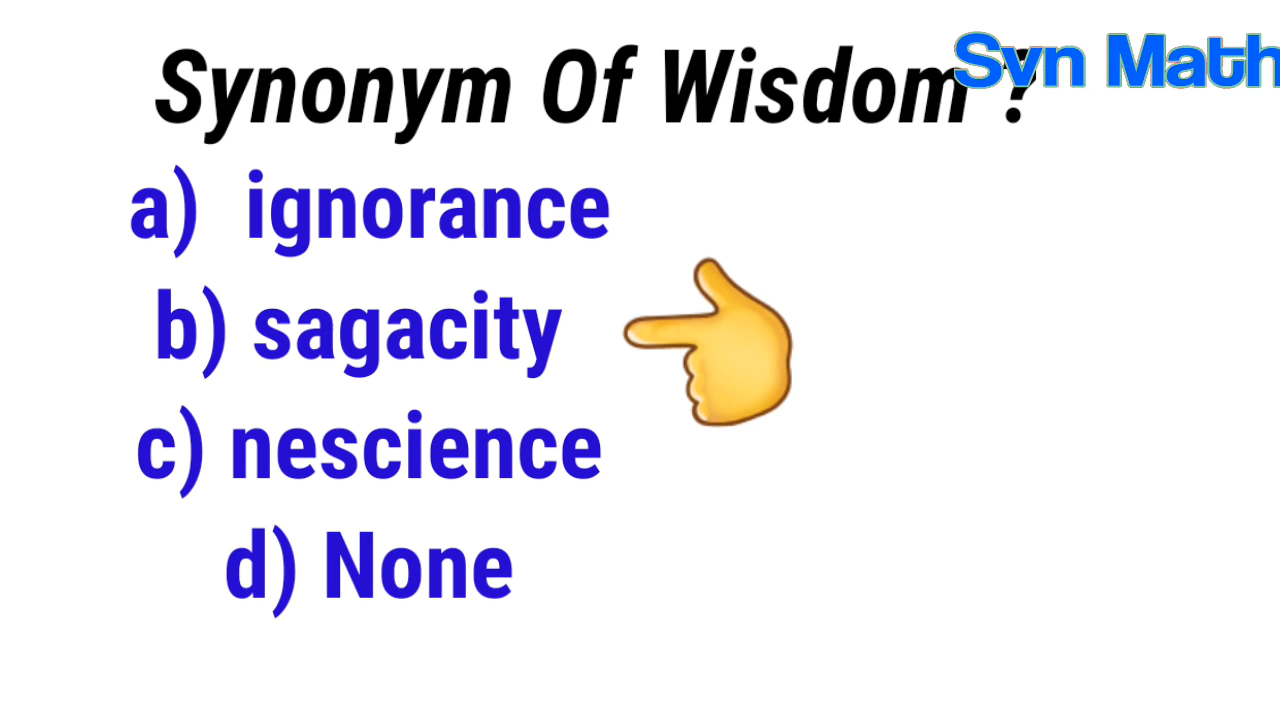 Synonym Of Wisdom ?
Syn Math
a) ignorance
b) sagacity
c) nescience
d) None